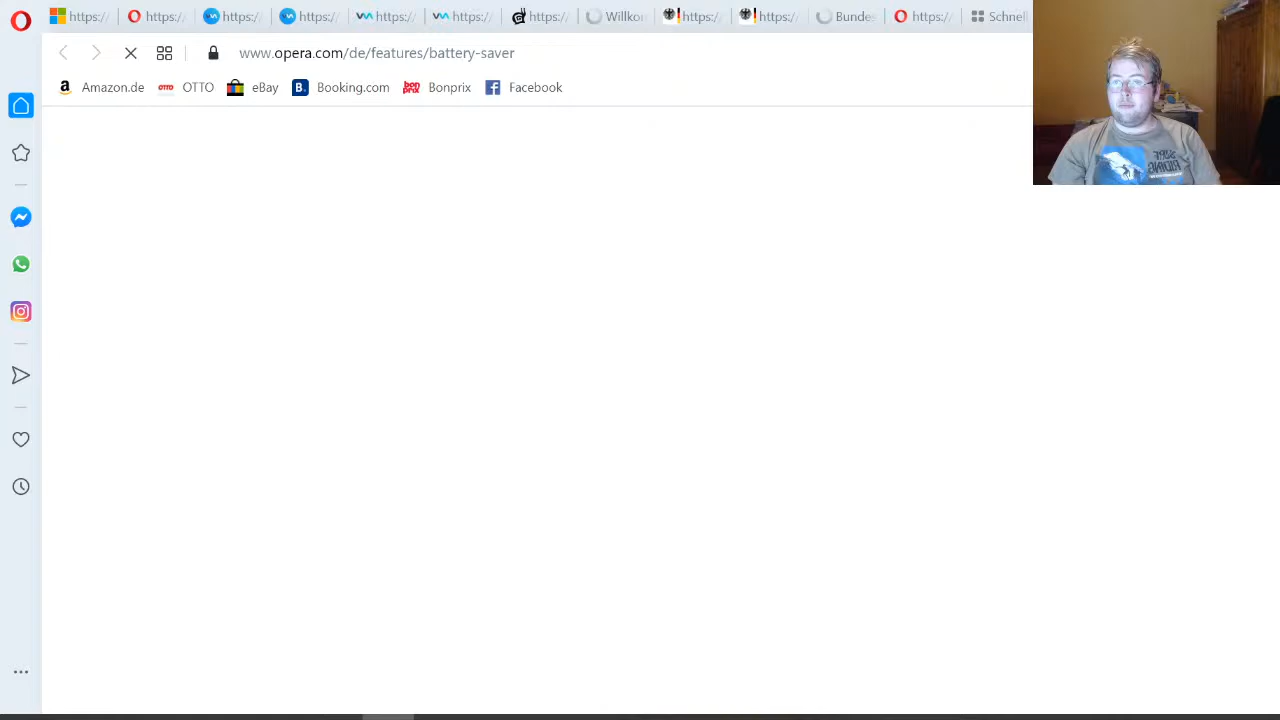 https:/ https:/ https:/ https:/ https:/ https:/ https:/ Willko https:/ https:/ Bundes https:/ Schnell
www.opera.com/de/features/battery-saver
Amazon.de OTTO eBay Booking.com Bonprix Facebook